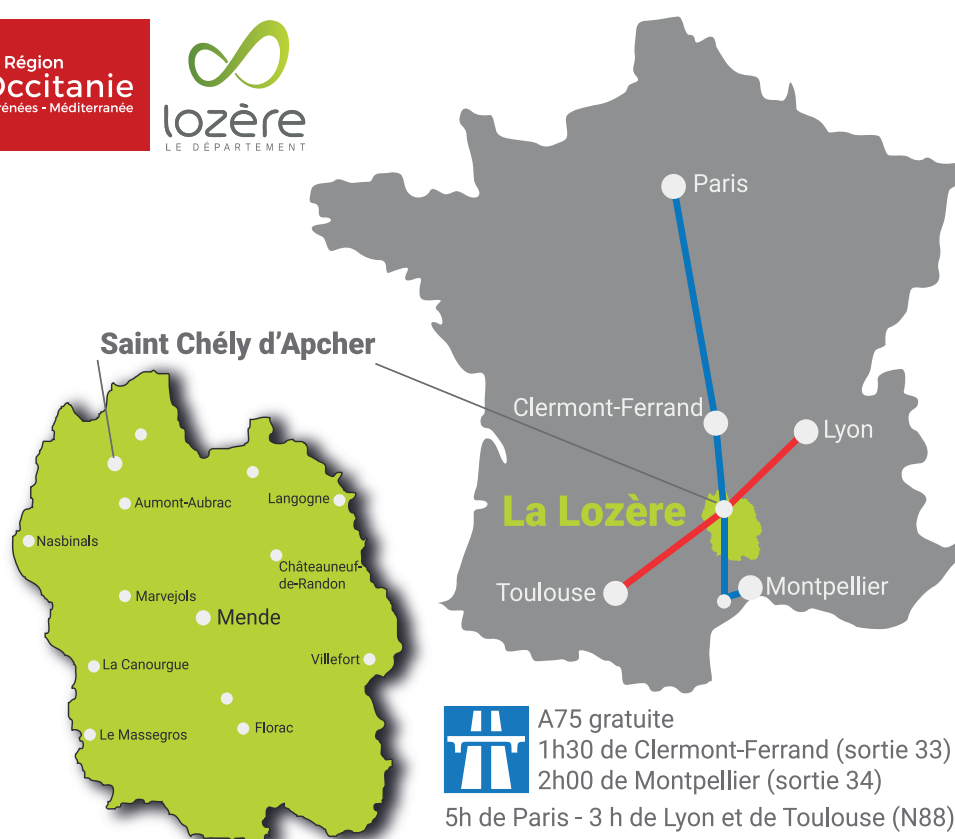 Région
Occitanie
Pyrénées - Méditerranée
lozère
LE DÉPARTEMENT
Paris
Saint Chély d'Apcher
Clermont-Ferrand
Lyon
La Lozère
Toulouse
Montpellier
Aumont-Aubrac
Langogne
Nasbinals
Châteauneuf-
de-Randon
Marvejols
Mende
La Canourgue
Villefort
Le Massegros
Florac
A75 gratuite
1h30 de Clermont-Ferrand (sortie 33)
2h00 de Montpellier (sortie 34)
5h de Paris - 3 h de Lyon et de Toulouse (N88)